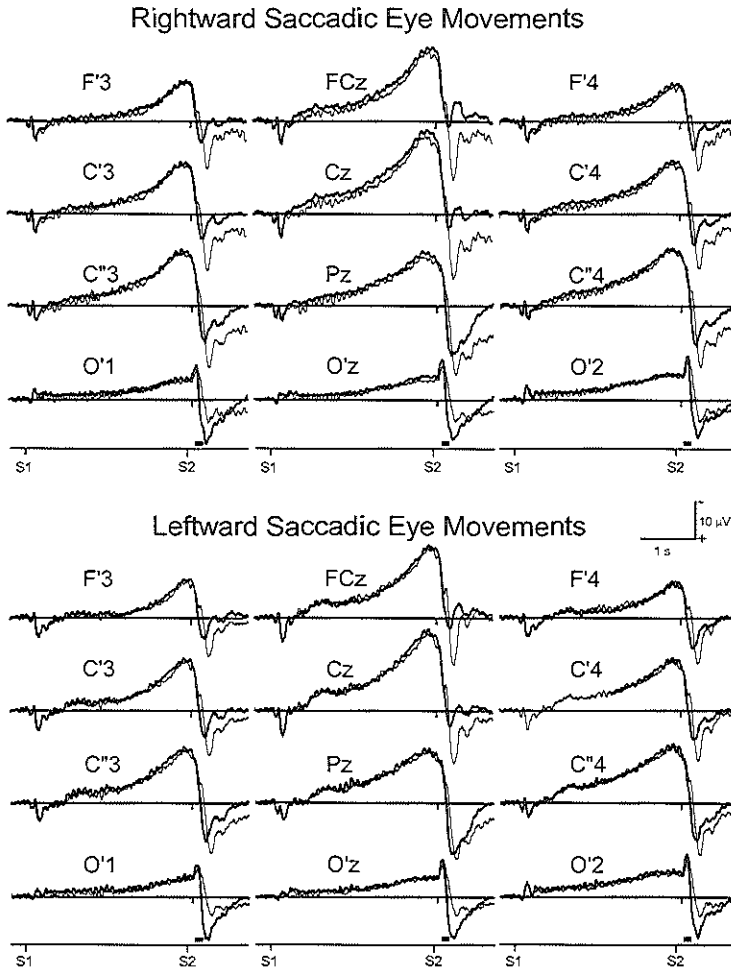 Rightward Saccadic Eye Movements
F'3 FCz F'4
C'3 Cz C'4
C"3 Pz C"4
O'1 O'z O'2
S1 S2 S1 S2 S1 S2
Leftward Saccadic Eye Movements
-
10 µV
1 s +
F'3 FCz F'4
C'3 Cz C'4
C"3 Pz C"4
O'1 O'z O'2
S1 S2 S1 S2 S1 S2